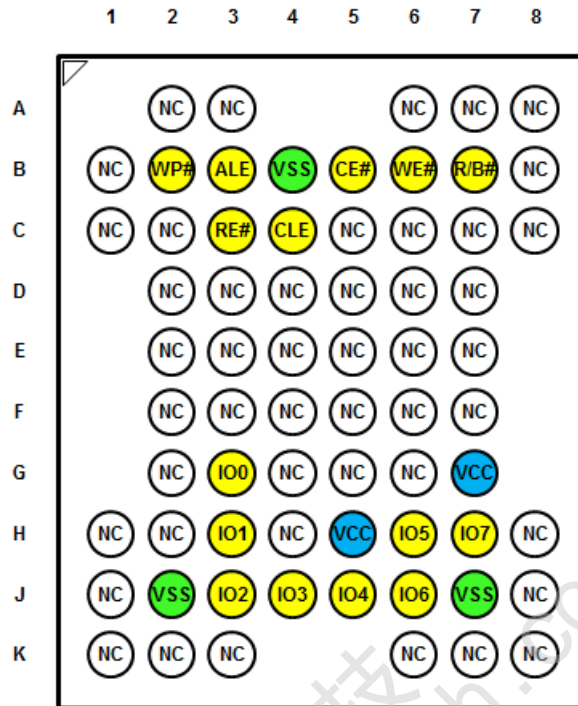 1 2 3 4 5 6 7 8
A NC NC NC NC NC
B NC WP# ALE VSS CE# WE# R/B# NC
C NC NC RE# CLE NC NC NC NC
D NC NC NC NC NC NC
E NC NC NC NC NC NC
F NC NC NC NC NC NC
G NC IO0 NC NC NC VCC
H NC NC IO1 NC VCC IO5 IO7 NC
J NC VSS IO2 IO3 IO4 IO6 VSS NC
K NC NC NC NC NC NC
技
h.co